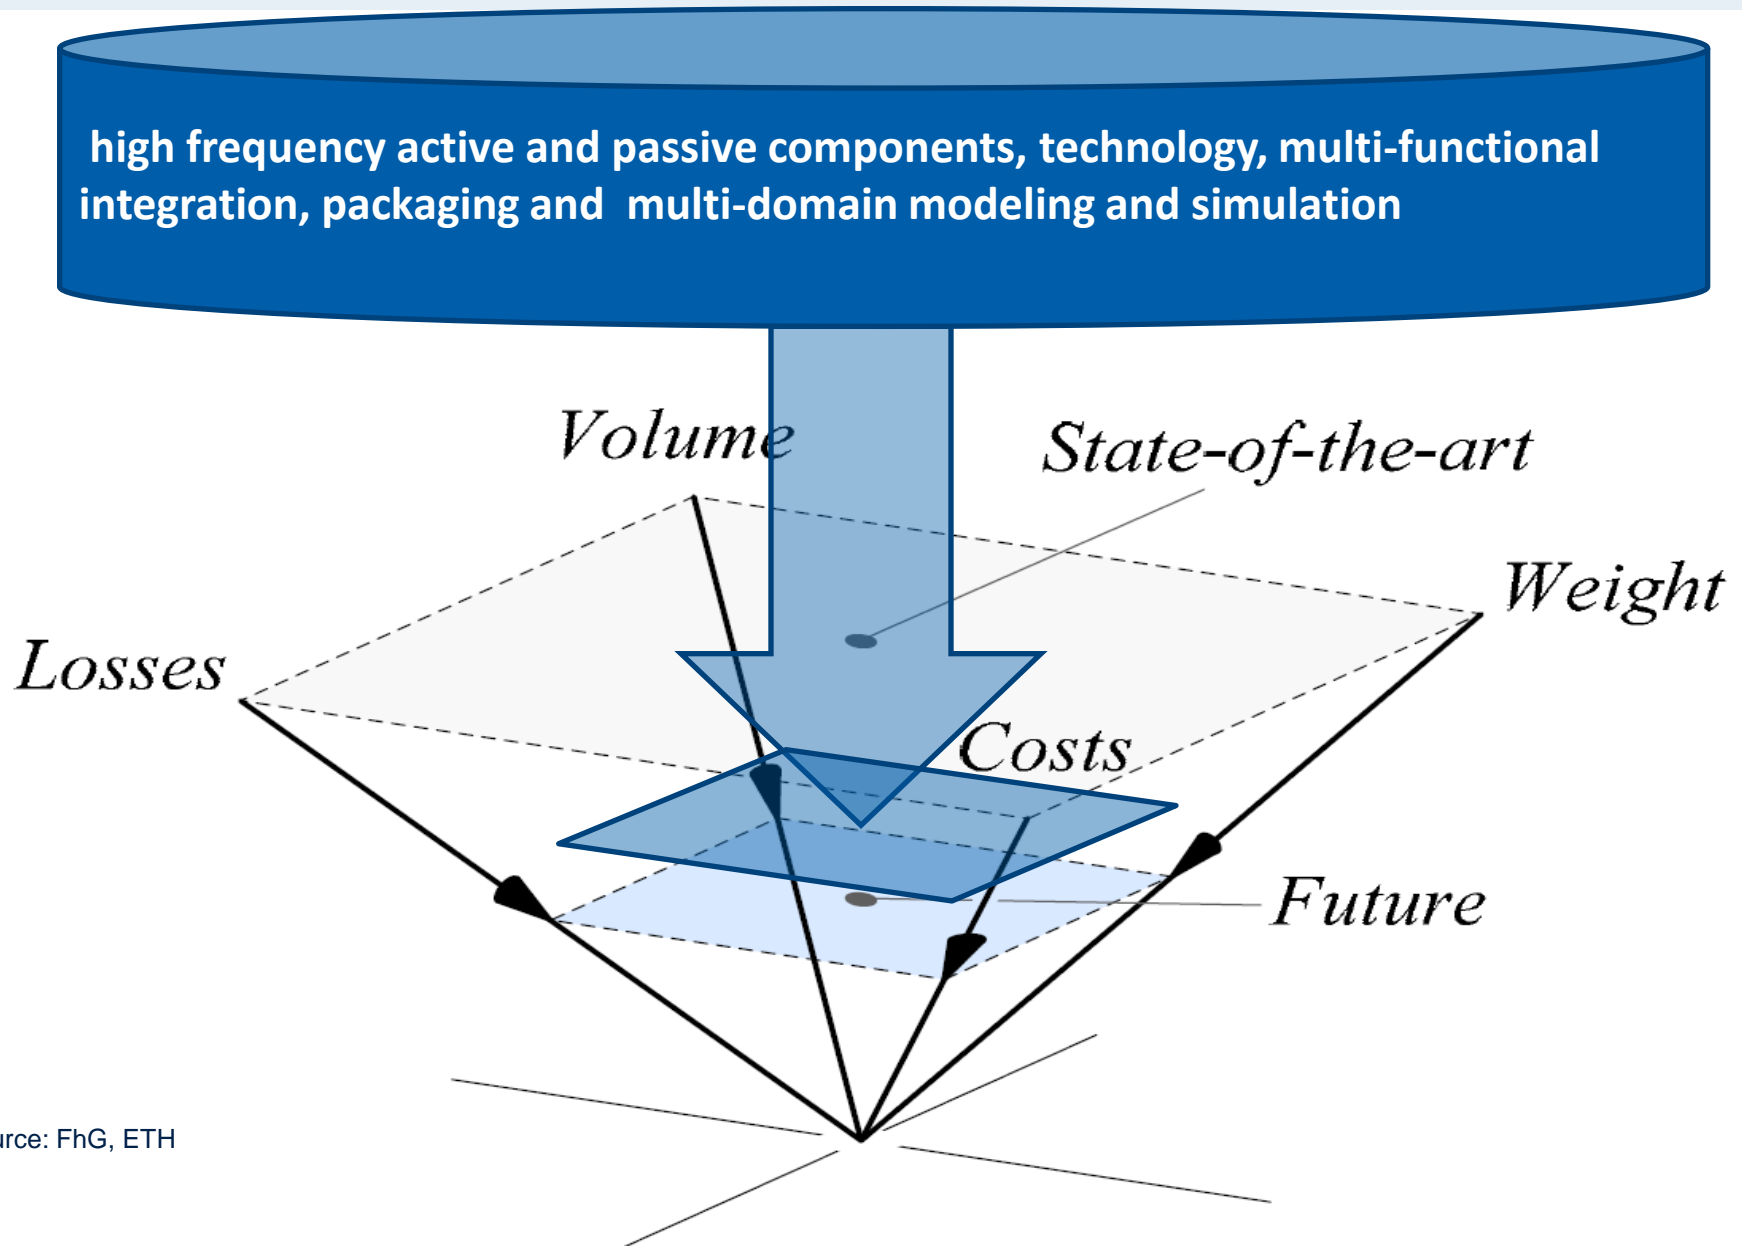 high frequency active and passive components, technology, multi-functional
integration, packaging and multi-domain modeling and simulation
Volume
State-of-the-art
Weight
Losses
Costs
Future
urce: FhG, ETH